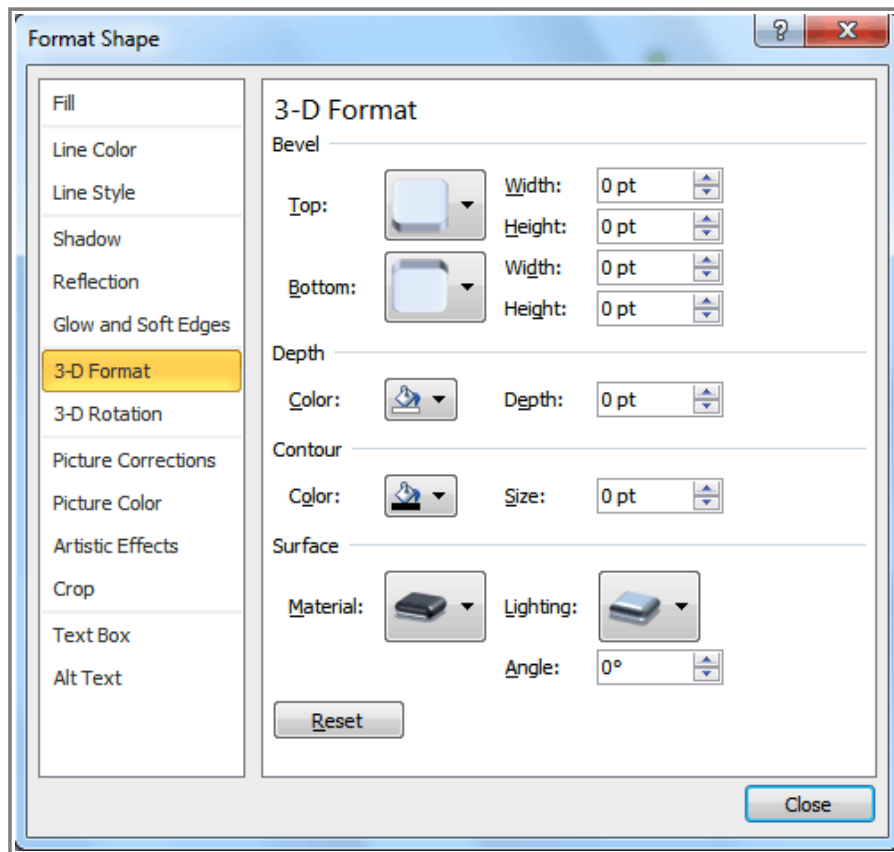 Format Shape
?
X
Fill
Line Color
Line Style
Shadow
Reflection
Glow and Soft Edges
3-D Format
3-D Rotation
Picture Corrections
Picture Color
Artistic Effects
Crop
Text Box
Alt Text
3-D Format
Bevel
Top:
Width: 0 pt
Height: 0 pt
Bottom:
Width: 0 pt
Height: 0 pt
Depth
Color: Depth: 0 pt
Contour
Color: Size: 0 pt
Surface
Material: Lighting:
Angle: 0°
Reset
Close